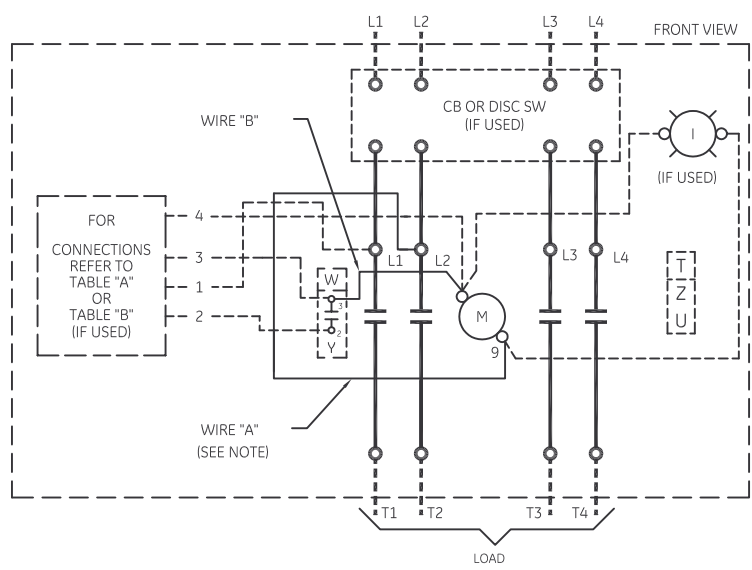 L1 L2 L3 L4
FRONT VIEW
CB OR DISC SW
(IF USED)
WIRE "B"
I
(IF USED)
FOR
CONNECTIONS
REFER TO
TABLE "A"
OR
TABLE "B"
(IF USED)
4
3
1
2
W
3
2
Y
L1 L2 L3 L4
M
9
T
Z
U
WIRE "A"
(SEE NOTE)
T1 T2 T3 T4
LOAD